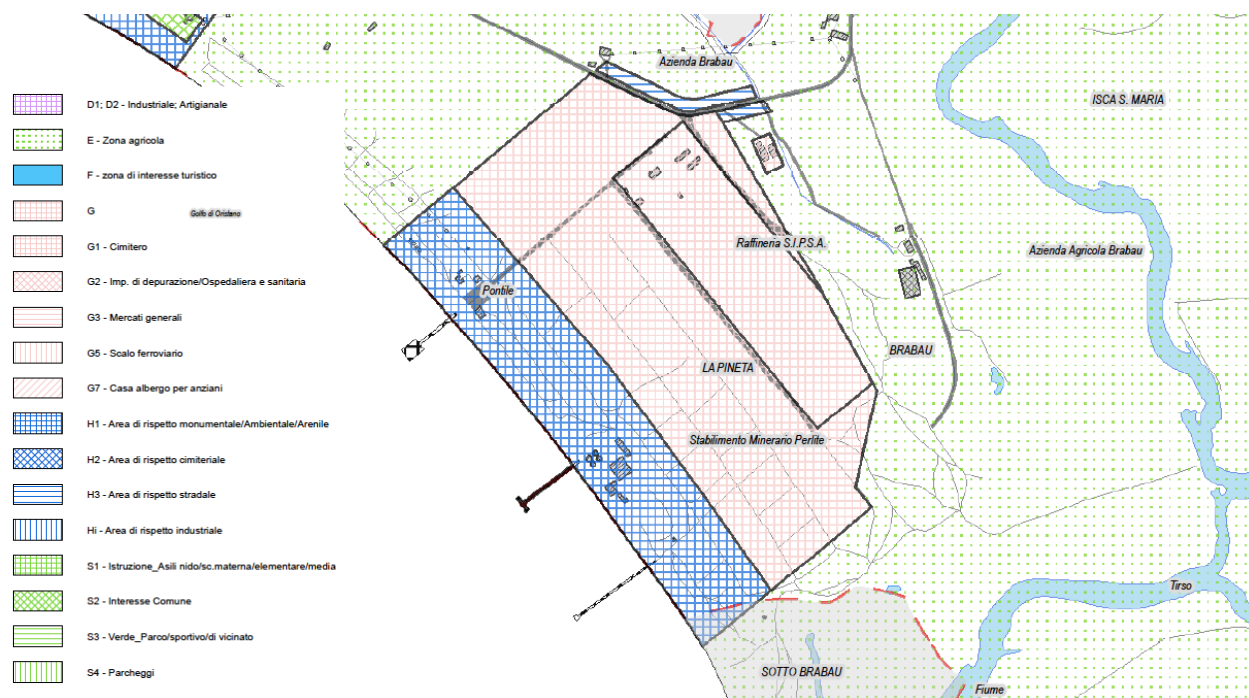 D1; D2 - Industriale; Artigianale
E - Zona agricola
F - zona di interesse turistico
G
G1 - Cimitero
G2 - Imp. di depurazione/Ospedaliera e sanitaria
G3 - Mercati generali
G5 - Scalo ferroviario
G7 - Casa albergo per anziani
H1 - Area di rispetto monumentale/Ambientale/Arenile
H2 - Area di rispetto cimiteriale
H3 - Area di rispetto stradale
Hi - Area di rispetto industriale
S1 - Istruzione_Asili nido/sc.materna/elementare/media
S2 - Interesse Comune
S3 - Verde_Parco/sportivo/di vicinato
S4 - Parcheggi
Golfo di Oristano
Azienda Brabau
ISCA S. MARIA
Raffineria S.I.P.S.A.
Azienda Agricola Brabau
Pontile
BRABAU
LA PINETA
Stabilimento Minerario Perlite
Tirso
SOTTO BRABAU
Fiume